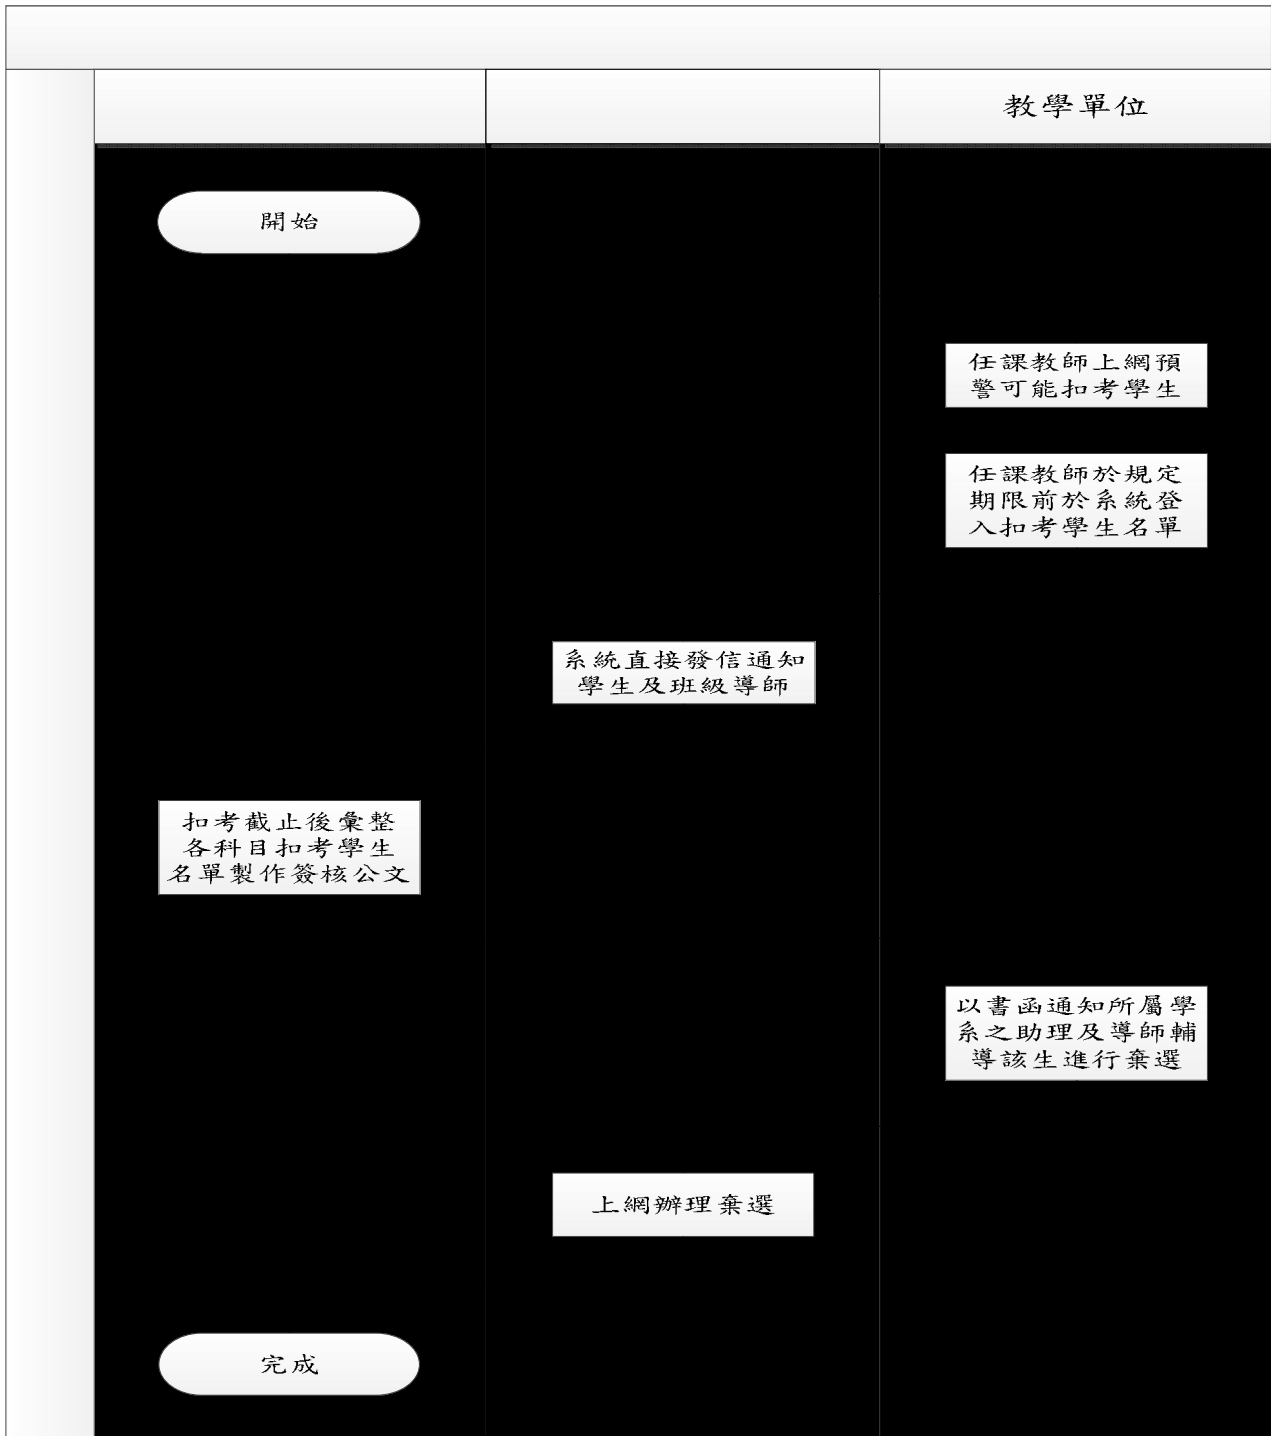 教學單位
開始
任課教師上網預
警可能扣考學生
任課教師於規定
期限前於系統登
入扣考學生名單
系統直接發信通知
學生及班級導師
扣考截止後彙整
各科目扣考學生
名單製作簽核公文
以書函通知所屬學
系之助理及導師輔
導該生進行棄選
上網辦理棄選
完成